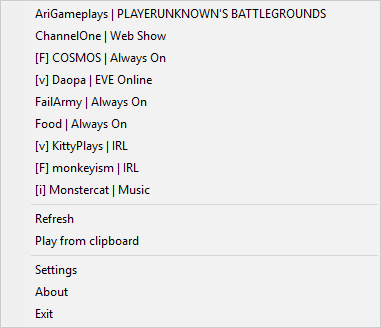 AriGameplays | PLAYERUNKNOWN'S BATTLEGROUNDS
ChannelOne | Web Show
[F] COSMOS | Always On
[v] Daopa | EVE Online
FailArmy | Always On
Food | Always On
[v] KittyPlays | IRL
[F] monkeyism | IRL
[i] Monstercat | Music
Refresh
Play from clipboard
Settings
About
Exit